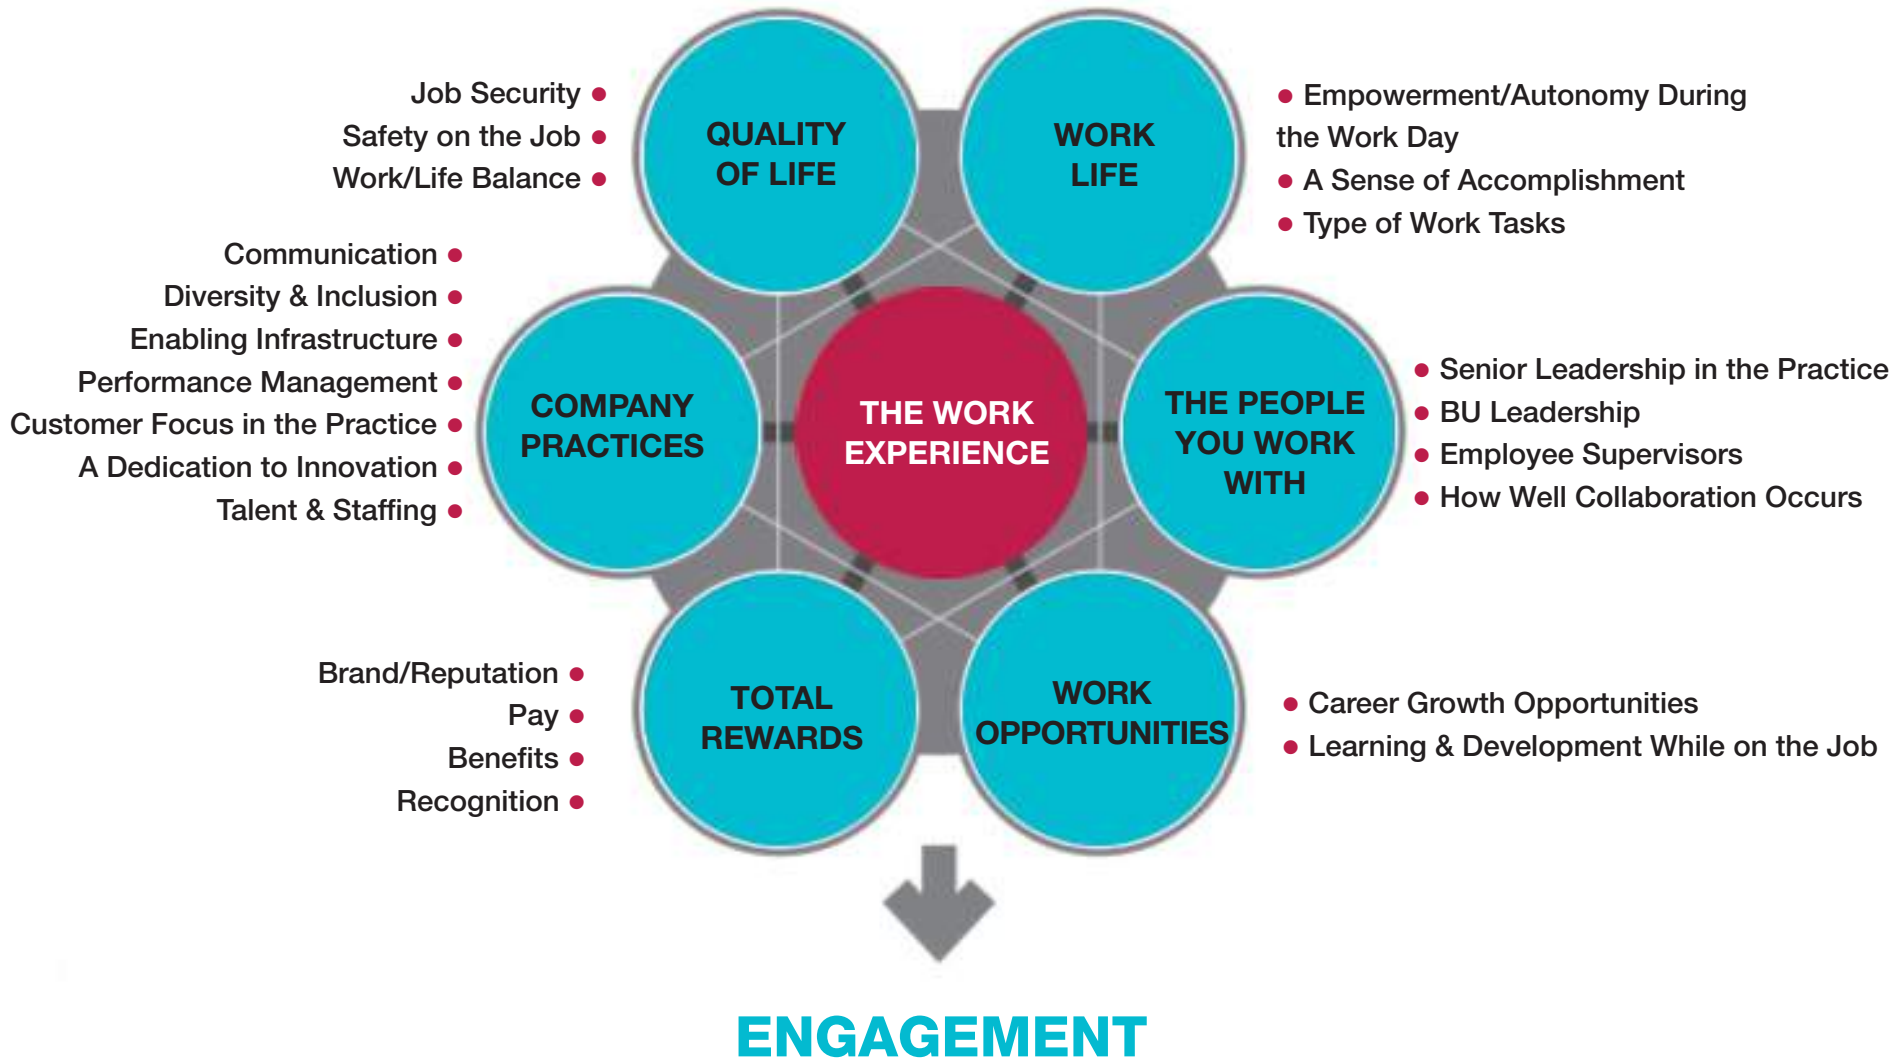 Job Security
Safety on the Job
Work/Life Balance
QUALITY
OF LIFE
WORK
LIFE
• Empowerment/Autonomy During
the Work Day
• A Sense of Accomplishment
• Type of Work Tasks
Communication
Diversity & Inclusion
Enabling Infrastructure
Performance Management
Customer Focus in the Practice
A Dedication to Innovation
Talent & Staffing
COMPANY
PRACTICES
THE WORK
EXPERIENCE
THE PEOPLE
YOU WORK
WITH
• Senior Leadership in the Practice
• BU Leadership
• Employee Supervisors
• How Well Collaboration Occurs
Brand/Reputation
Pay
Benefits
Recognition
TOTAL
REWARDS
WORK
OPPORTUNITIES
• Career Growth Opportunities
• Learning & Development While on the Job
ENGAGEMENT